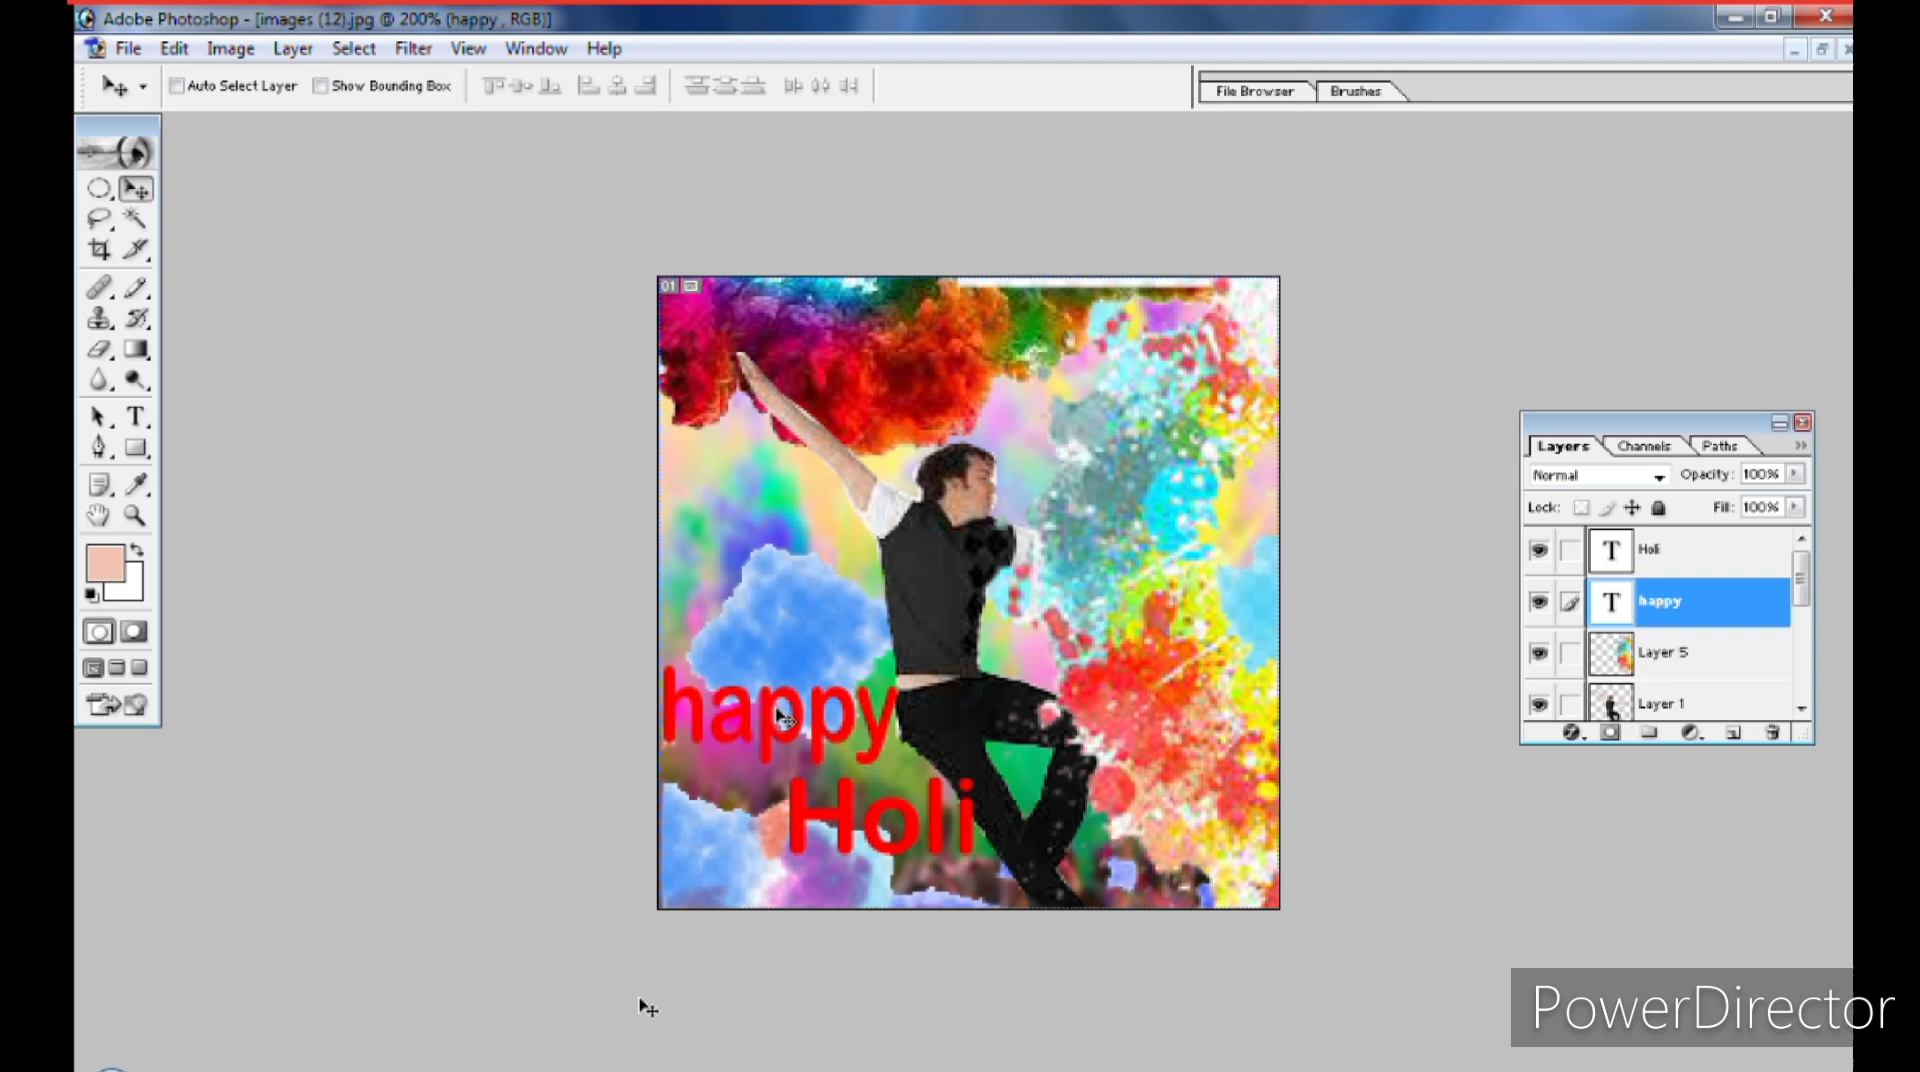 Adobe Photoshop - [images (12).jpg @ 200% (happy , RGB)]
File Edit Image Layer Select Filter View Window Help
Auto Select Layer Show Bounding Box
File Browser Brushes
01
happy
Holi
Layers Channels Paths
Normal Opacity: 100%
Lock: Fill: 100%
T Holi
T happy
Layer 5
Layer 1
PowerDirector